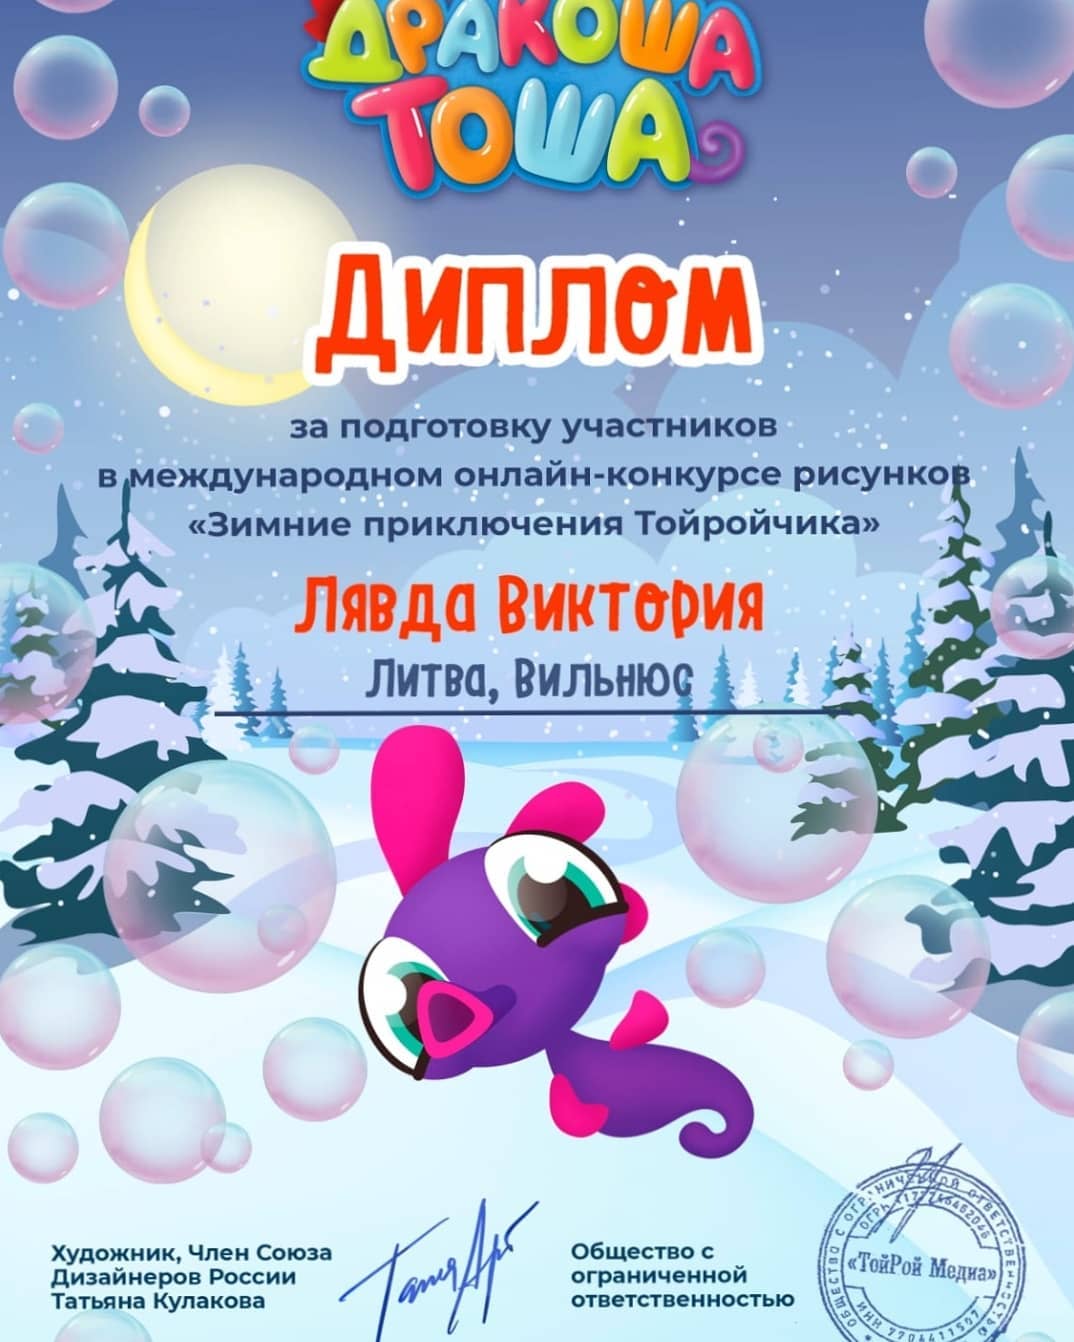 ДРАКОША
ТОША
Диплом
за подготовку участников
в международном онлайн-конкурсе рисунков
«Зимние приключения Тойройчика»
Лявда Виктория
Литва, Вильнюс
Художник, Член Союза
Дизайнеров России
Татьяна Кулакова
ТаняАрт
Общество с
ограниченной
ответственностью
«ТойРой Медиа»